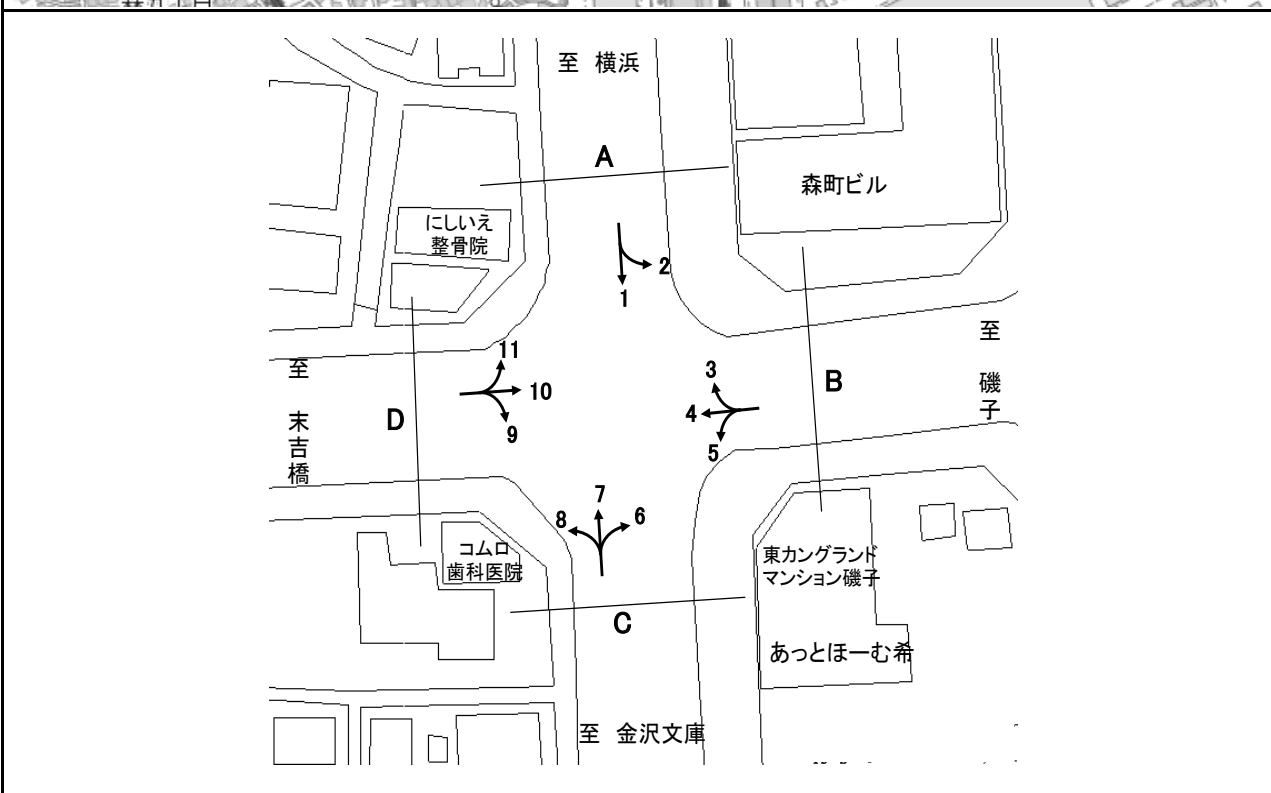 至 横浜
A
森町ビル
にしいえ
整骨院
2
1
至 磯子
11
10
9
3
4
5
B
D
至 末吉橋
7
8
6
コムロ
歯科医院
東カングランド
マンション磯子
C
あっとほーむ希
至 金沢文庫